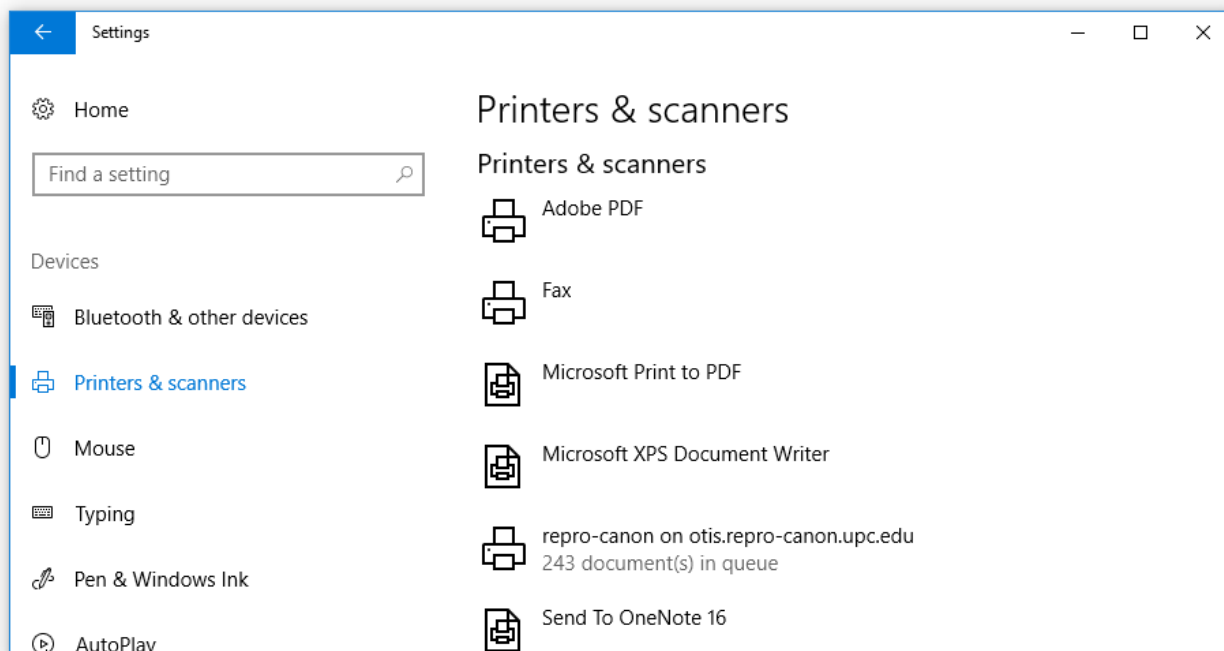 Settings
Home
Find a setting
Devices
Bluetooth & other devices
Printers & scanners
Mouse
Typing
Pen & Windows Ink
AutoPlay
Printers & scanners
Printers & scanners
Adobe PDF
Fax
Microsoft Print to PDF
Microsoft XPS Document Writer
repro-canon on otis.repro-canon.upc.edu
243 document(s) in queue
Send To OneNote 16